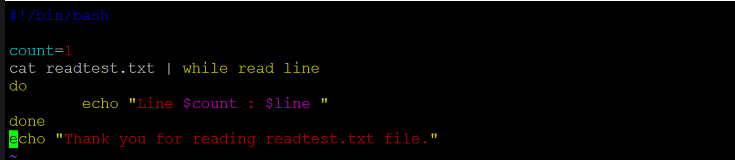 #!/bin/bash
count=1
cat readtest.txt | while read line
do
echo "Line $count : $line "
done
echo "Thank you for reading readtest.txt file."
~